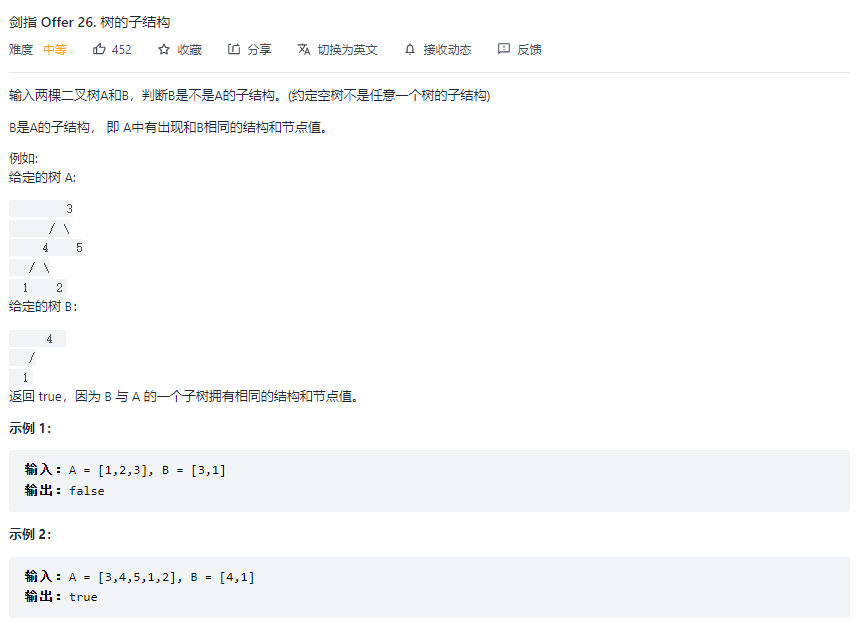 剑指 Offer 26. 树的子结构
难度 中等 452 收藏 分享 切换为英文 接收动态 反馈
输入两棵二叉树A和B，判断B是不是A的子结构。(约定空树不是任意一个树的子结构)
B是A的子结构， 即 A中有出现和B相同的结构和节点值。
例如:
给定的树 A:
3
/ \
4 5
/ \
1 2
给定的树 B：
4
/
1
返回 true，因为 B 与 A 的一个子树拥有相同的结构和节点值。
示例 1：
输入：A = [1,2,3], B = [3,1]
输出：false
示例 2：
输入：A = [3,4,5,1,2], B = [4,1]
输出：true